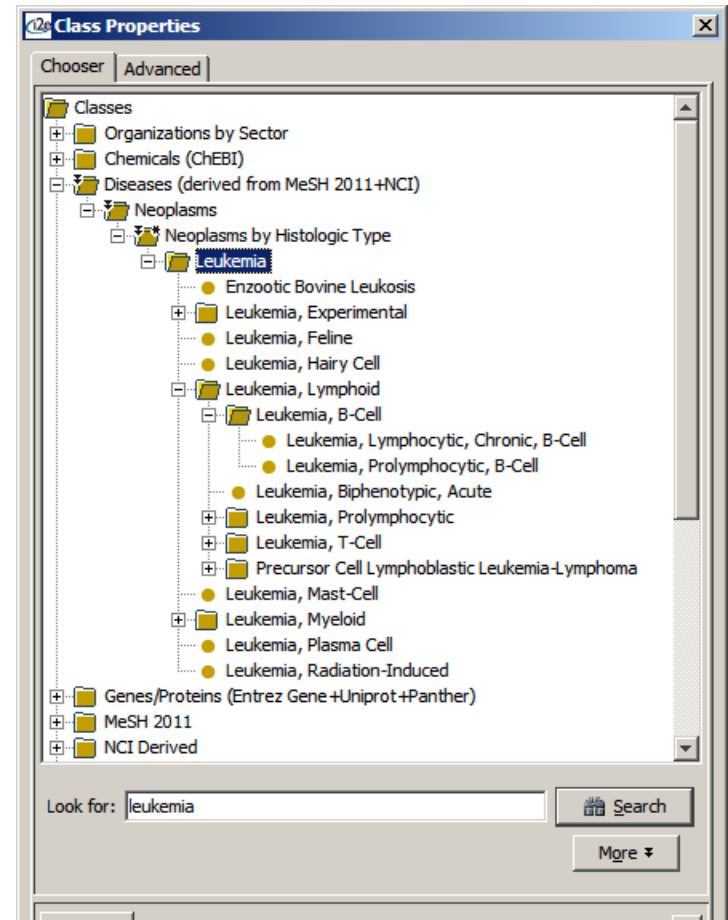 i2e Class Properties
Chooser Advanced
Classes
Organizations by Sector
Chemicals (ChEBI)
Diseases (derived from MeSH 2011+NCI)
Neoplasms
Neoplasms by Histologic Type
Leukemia
Enzootic Bovine Leukosis
Leukemia, Experimental
Leukemia, Feline
Leukemia, Hairy Cell
Leukemia, Lymphoid
Leukemia, B-Cell
Leukemia, Lymphocytic, Chronic, B-Cell
Leukemia, Prolymphocytic, B-Cell
Leukemia, Biphenotypic, Acute
Leukemia, Prolymphocytic
Leukemia, T-Cell
Precursor Cell Lymphoblastic Leukemia-Lymphoma
Leukemia, Mast-Cell
Leukemia, Myeloid
Leukemia, Plasma Cell
Leukemia, Radiation-Induced
Genes/Proteins (Entrez Gene+Uniprot+Panther)
MeSH 2011
NCI Derived
Look for: leukemia Search
More